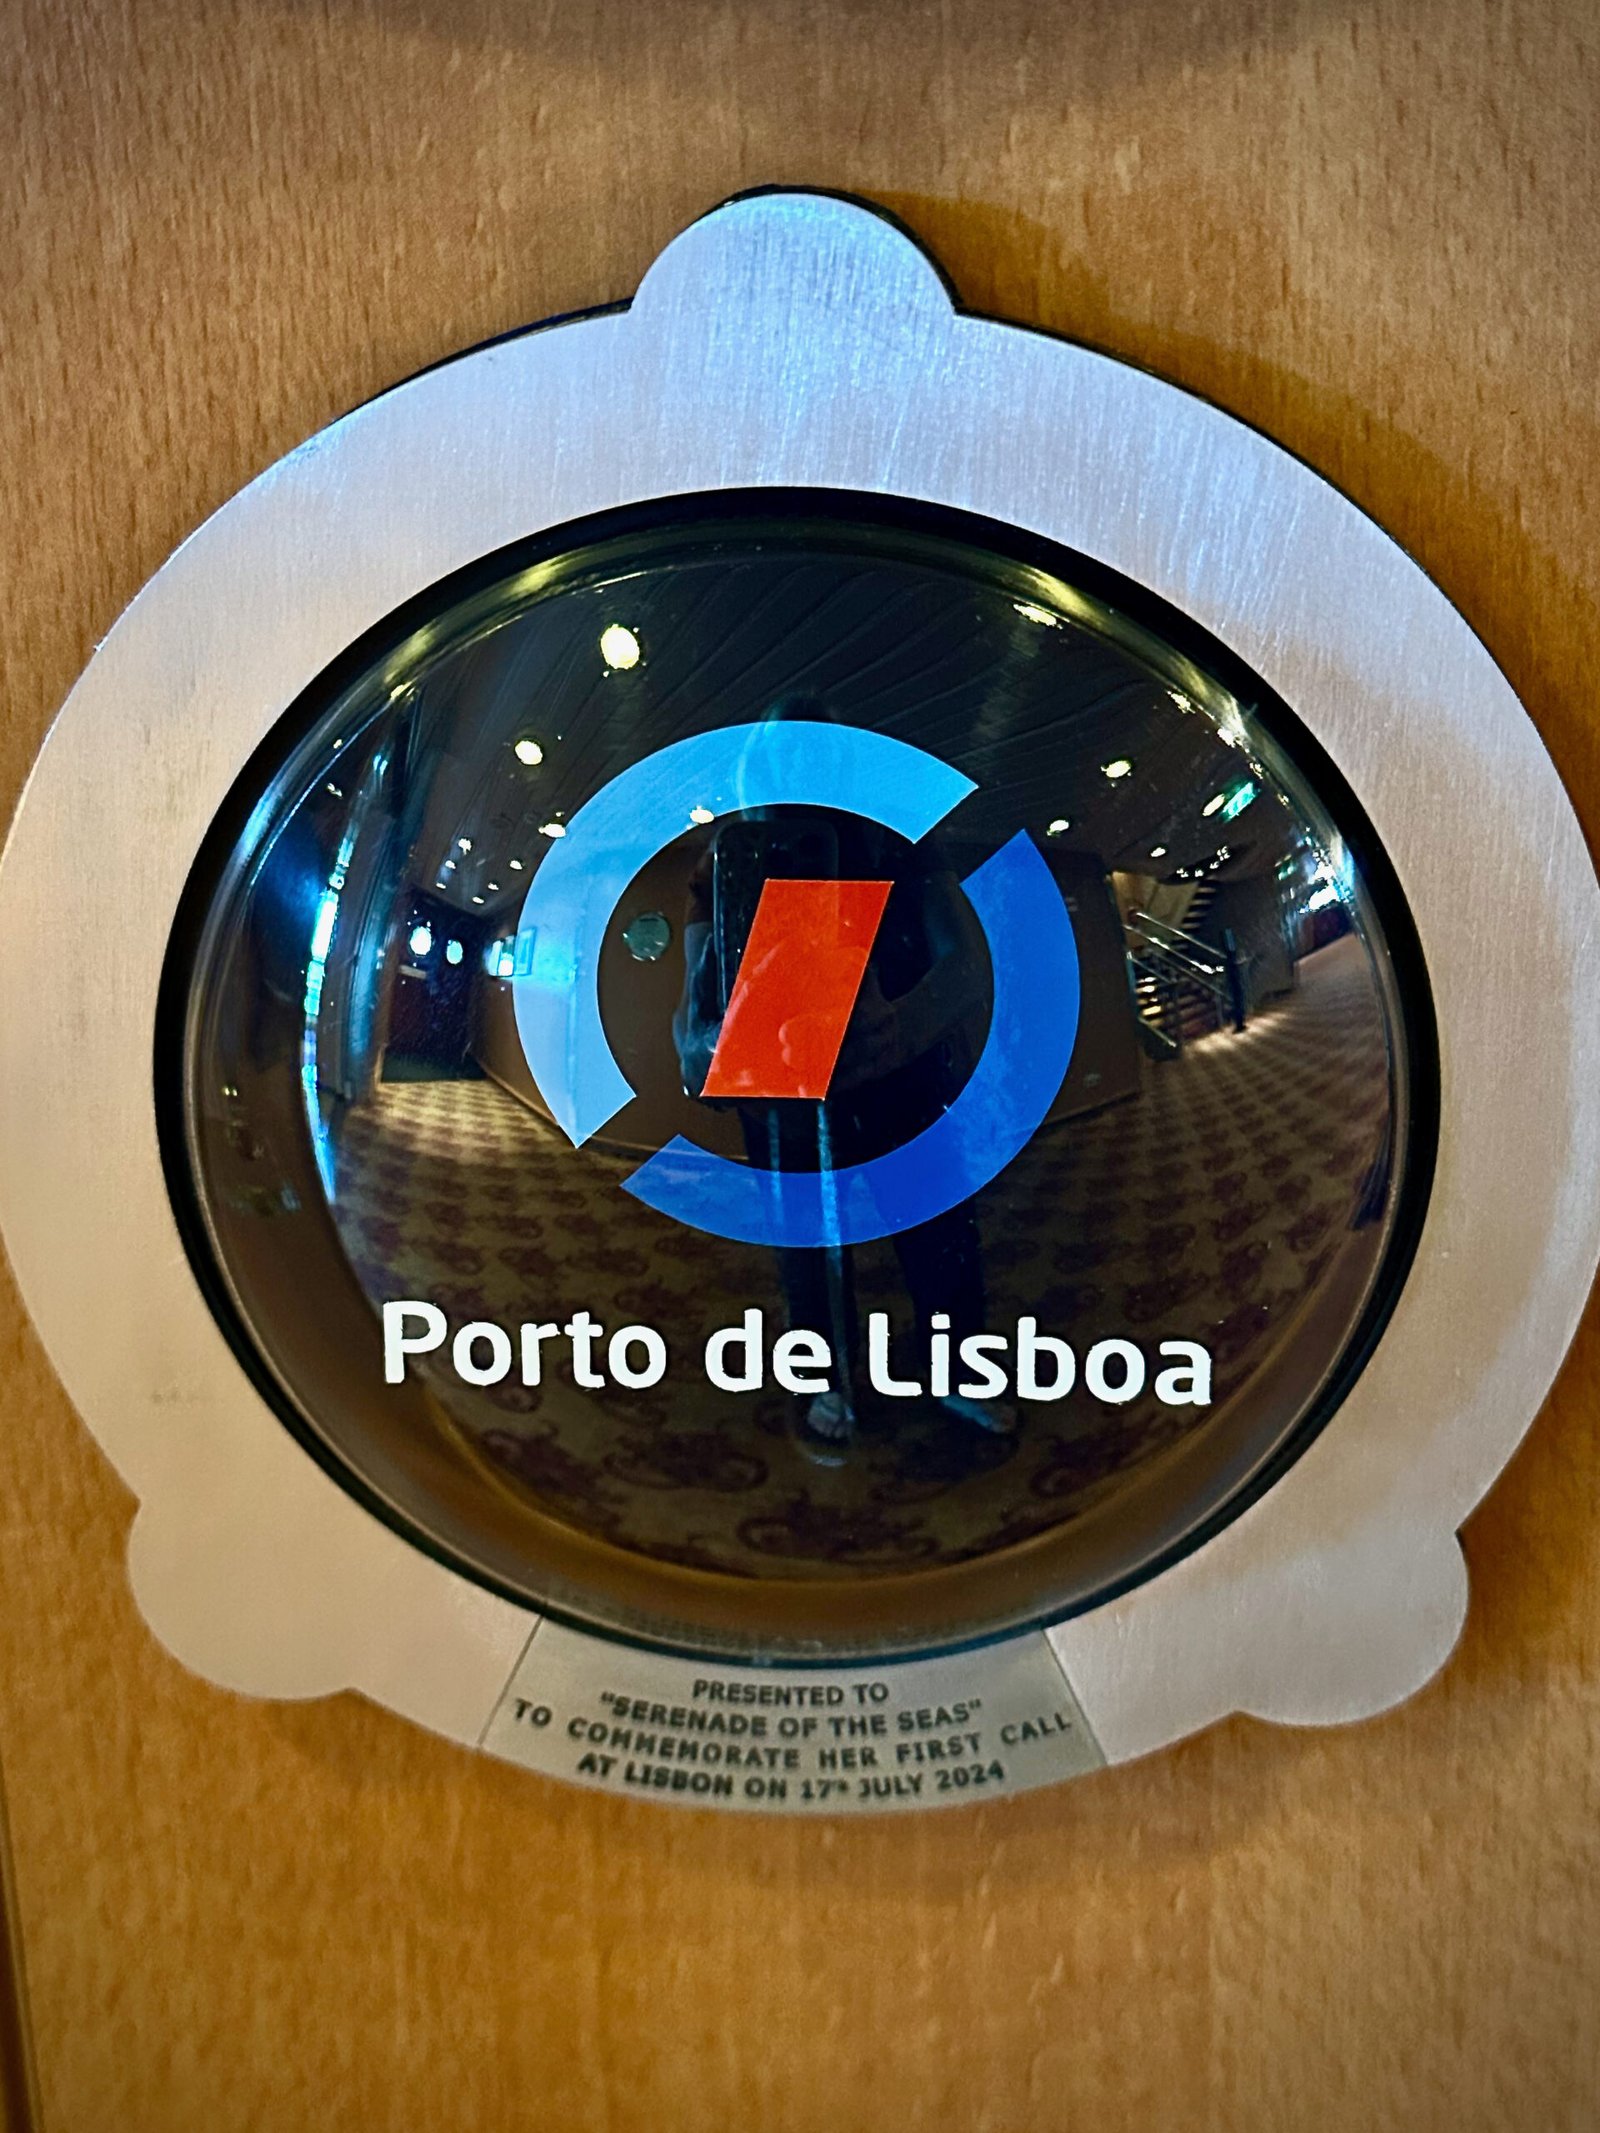 Porto de Lisboa
PRESENTED TO
"SERENADE OF THE SEAS"
TO COMMEMORATE HER FIRST CALL
AT LISBON ON 17th JULY 2024